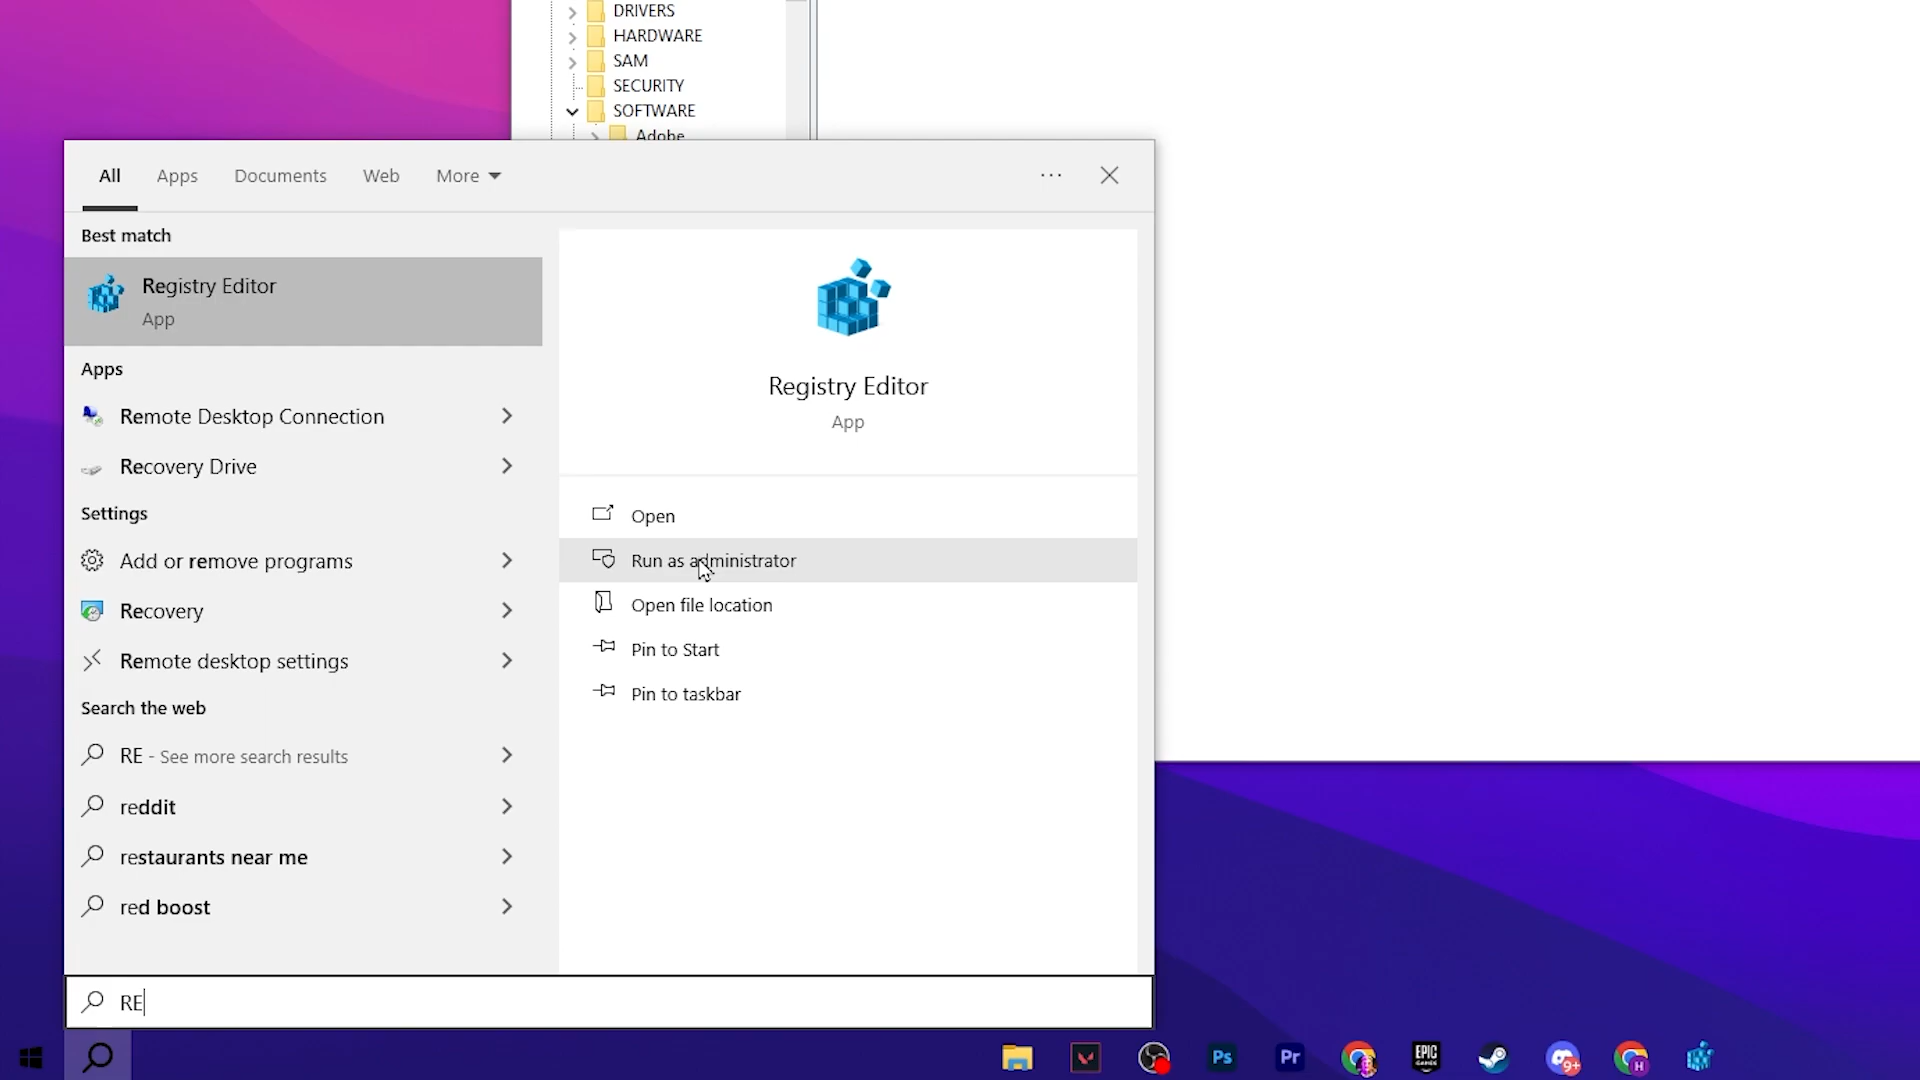 DRIVERS
HARDWARE
SAM
SECURITY
SOFTWARE
Adobe
All Apps Documents Web More
Best match
Registry Editor
App
Apps
Remote Desktop Connection
Recovery Drive
Settings
Add or remove programs
Recovery
Remote desktop settings
Search the web
RE - See more search results
reddit
restaurants near me
red boost
Registry Editor
App
Open
Run as administrator
Open file location
Pin to Start
Pin to taskbar
RE
Ps
Pr
EPIC
GAMES
9+
H